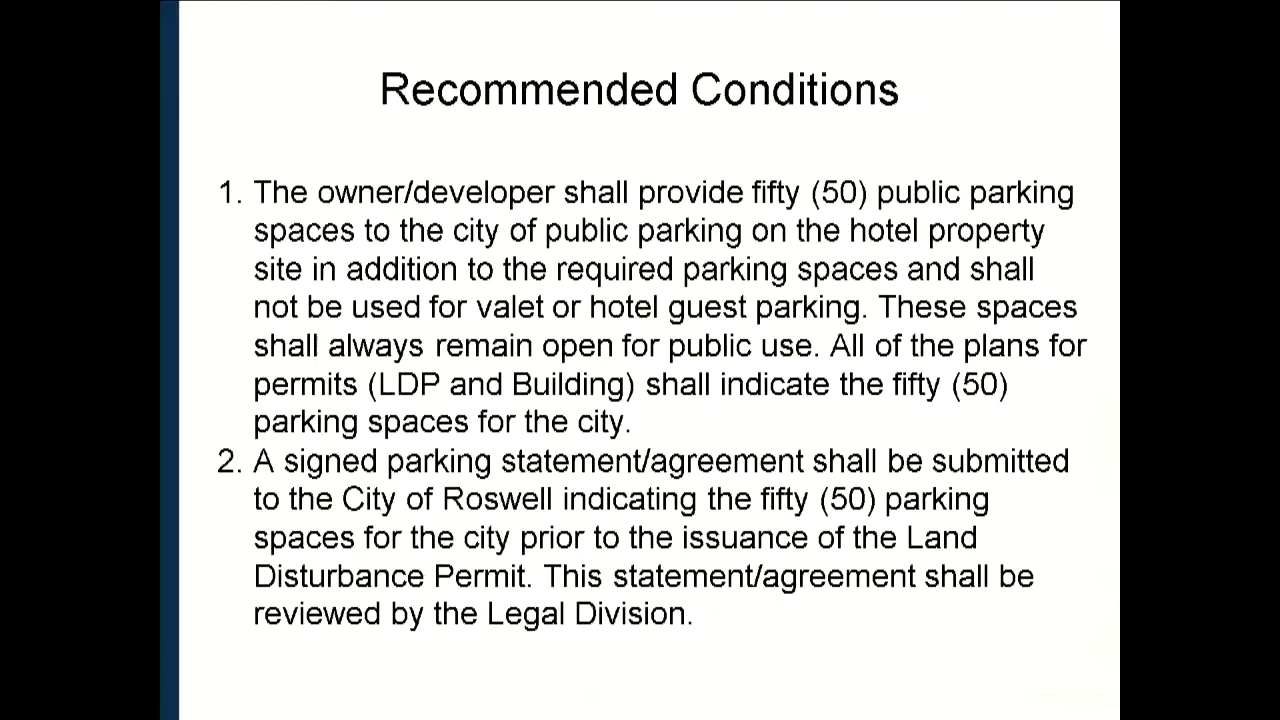 Recommended Conditions
1. The owner/developer shall provide fifty (50) public parking
spaces to the city of public parking on the hotel property
site in addition to the required parking spaces and shall
not be used for valet or hotel guest parking. These spaces
shall always remain open for public use. All of the plans for
permits (LDP and Building) shall indicate the fifty (50)
parking spaces for the city.
2. A signed parking statement/agreement shall be submitted
to the City of Roswell indicating the fifty (50) parking
spaces for the city prior to the issuance of the Land
Disturbance Permit. This statement/agreement shall be
reviewed by the Legal Division.